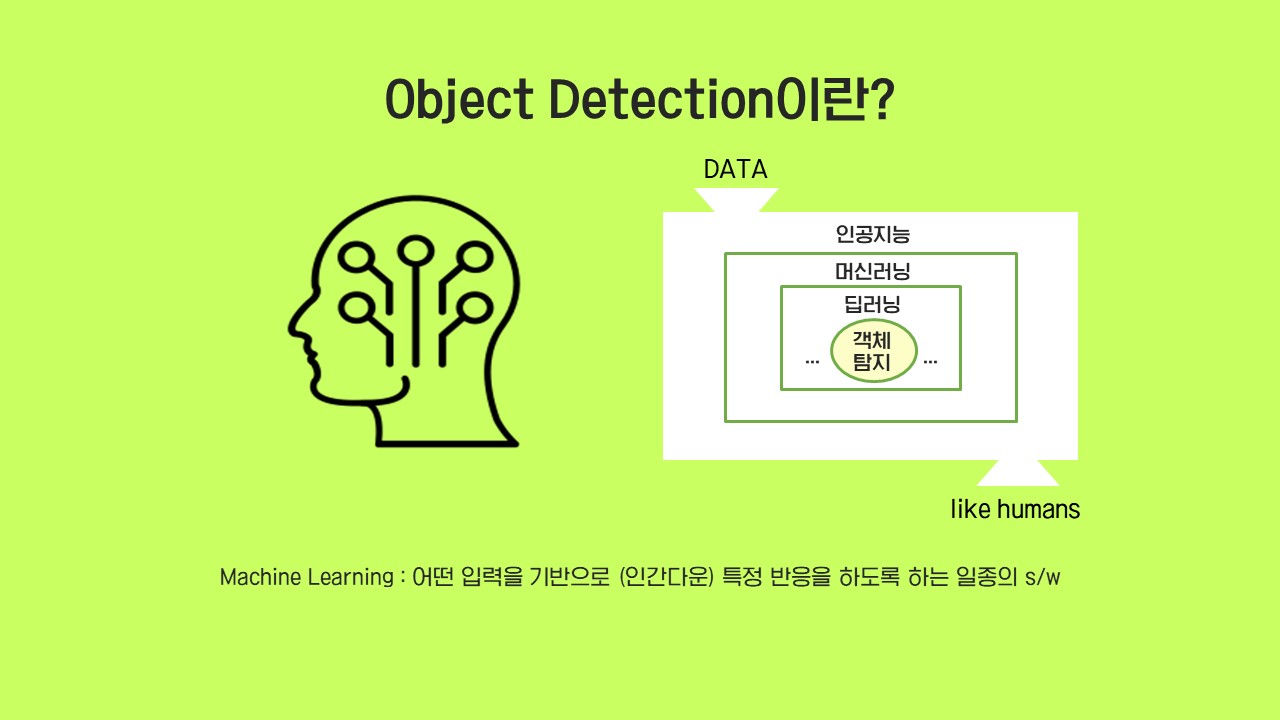 Object Detection이란?
DATA
인공지능
머신러닝
딥러닝
객체
탐지
... ...
like humans
Machine Learning : 어떤 입력을 기반으로 (인간다운) 특정 반응을 하도록 하는 일종의 s/w